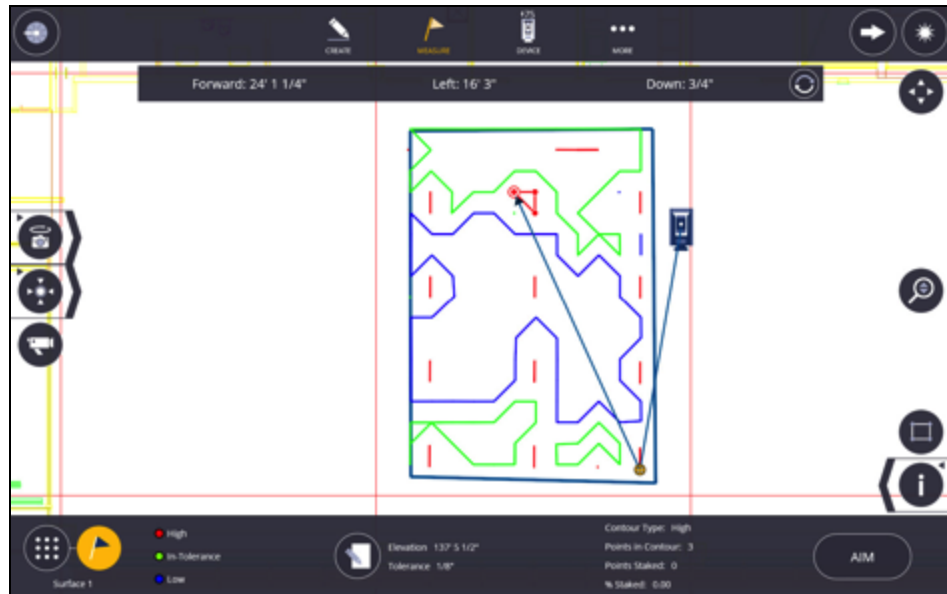 CREATE
MEASURE
DEVICE
MORE
Forward: 24' 1 1/4"
Left: 16' 3"
Down: 3/4"
Contour Type: High
High
Elevation 137' 5 1/2"
Points in Contour: 3
In-Tolerance
Tolerance 1/8"
Points Staked: 0
AIM
Surface 1
Low
% Staked: 0.00
i